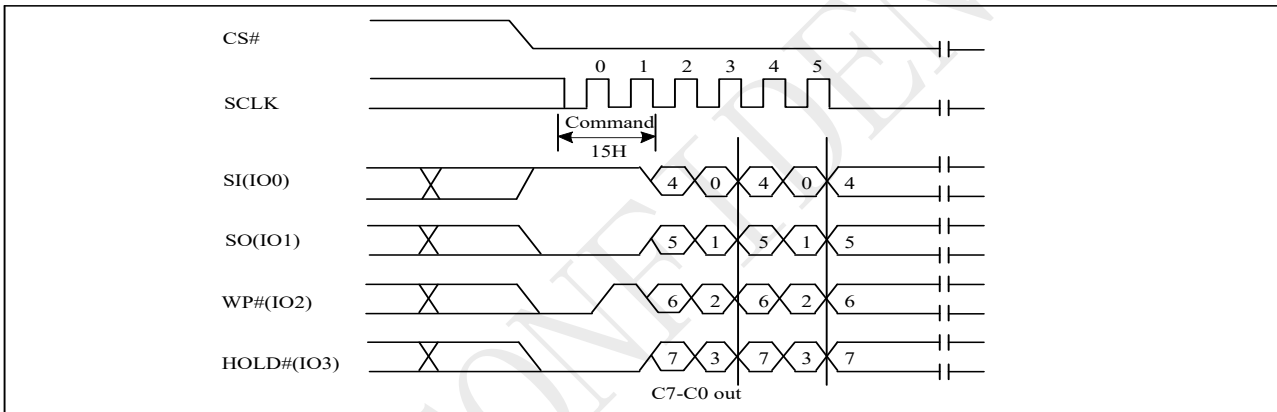 CS#
0 1 2 3 4 5
SCLK
Command
15H
SI(IO0) 4 0 4 0 4
SO(IO1) 5 1 5 1 5
WP#(IO2) 6 2 6 2 6
HOLD#(IO3) 7 3 7 3 7
C7-C0 out